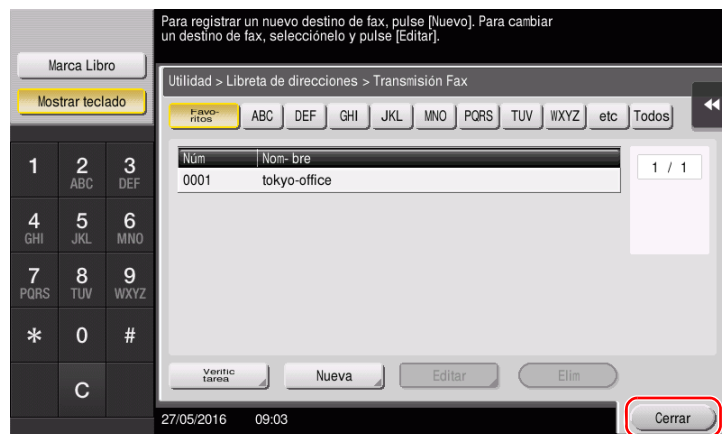 Para registrar un nuevo destino de fax, pulse [Nuevo]. Para cambiar
un destino de fax, selecciónelo y pulse [Editar].
Marca Libro
Mostrar teclado
Utilidad > Libreta de direcciones > Transmisión Fax
Favo-
ritos
ABC DEF GHI JKL MNO PQRS TUV WXYZ etc Todos
Núm Nom- bre
0001 tokyo-office
1 / 1
1 2 3
ABC DEF
4 5 6
GHI JKL MNO
7 8 9
PQRS TUV WXYZ
* 0 #
C
Verific
tarea
Nueva Editar Elim
27/05/2016 09:03
Cerrar